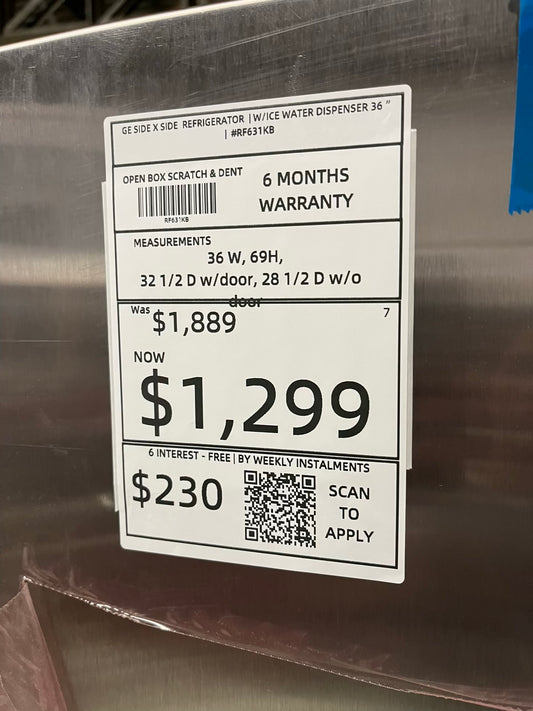 GE SIDE X SIDE REFRIGERATOR | W/ICE WATER DISPENSER 36 "
| #RF631KB
OPEN BOX SCRATCH & DENT
RF631KB
6 MONTHS
WARRANTY
MEASUREMENTS
36 W, 69H,
32 1/2 D w/door, 28 1/2 D w/o
door
Was $1,889
7
NOW
$1,299
6 INTEREST - FREE | BY WEEKLY INSTALMENTS
$230
SCAN
TO
APPLY